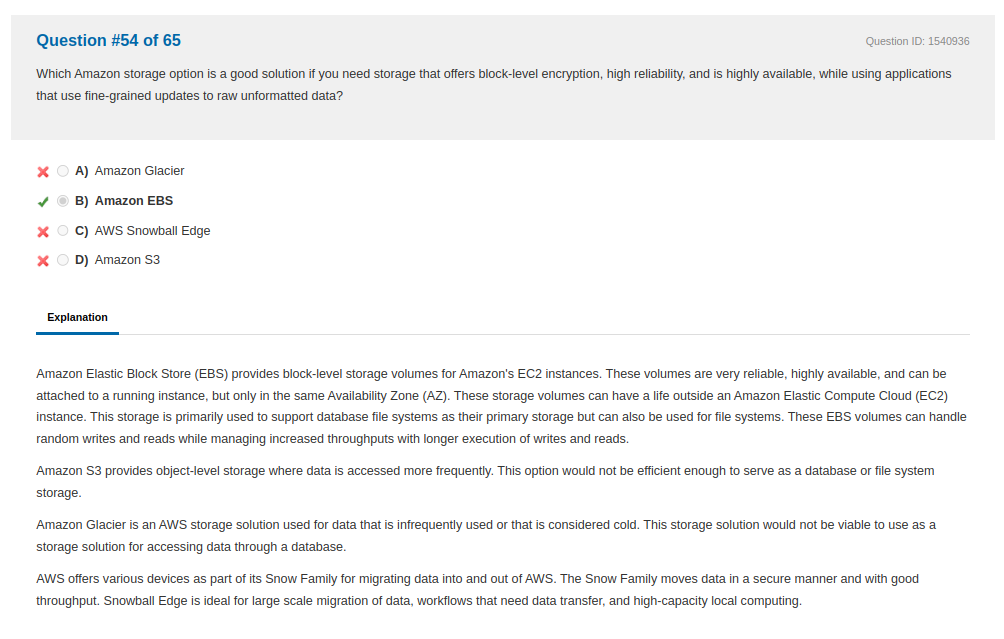 Question #54 of 65
Question ID: 1540936
Which Amazon storage option is a good solution if you need storage that offers block-level encryption, high reliability, and is highly available, while using applications
that use fine-grained updates to raw unformatted data?
A) Amazon Glacier
B) Amazon EBS
C) AWS Snowball Edge
D) Amazon S3
Explanation
Amazon Elastic Block Store (EBS) provides block-level storage volumes for Amazon's EC2 instances. These volumes are very reliable, highly available, and can be
attached to a running instance, but only in the same Availability Zone (AZ). These storage volumes can have a life outside an Amazon Elastic Compute Cloud (EC2)
instance. This storage is primarily used to support database file systems as their primary storage but can also be used for file systems. These EBS volumes can handle
random writes and reads while managing increased throughputs with longer execution of writes and reads.
Amazon S3 provides object-level storage where data is accessed more frequently. This option would not be efficient enough to serve as a database or file system
storage.
Amazon Glacier is an AWS storage solution used for data that is infrequently used or that is considered cold. This storage solution would not be viable to use as a
storage solution for accessing data through a database.
AWS offers various devices as part of its Snow Family for migrating data into and out of AWS. The Snow Family moves data in a secure manner and with good
throughput. Snowball Edge is ideal for large scale migration of data, workflows that need data transfer, and high-capacity local computing.